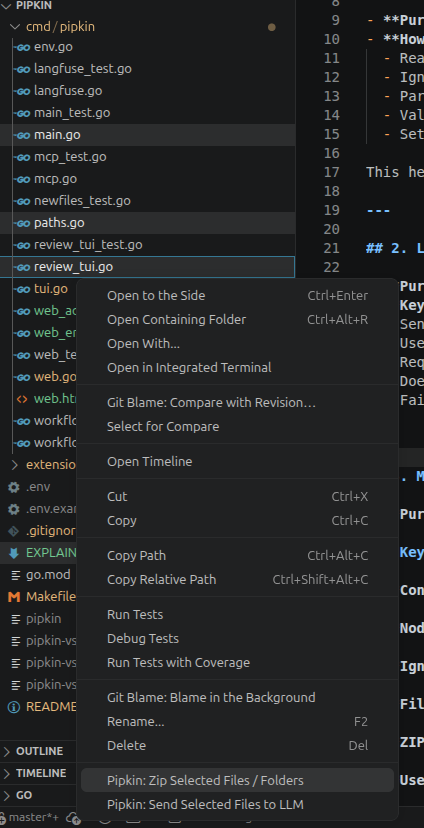 PIPKIN
cmd/pipkin
env.go
langfuse_test.go
langfuse.go
main_test.go
main.go
mcp_test.go
mcp.go
newfiles_test.go
paths.go
review_tui_test.go
review_tui.go
tui.go
web_
web_e
web_te
web.go
web.h
workflo
workflo
extensio
.env
.env.exa
.gitignor
EXPLAIN
go.mod
Makefile
pipkin
pipkin-vs
pipkin-vs
pipkin-vs
README
OUTLINE
TIMELINE
GO
master*+
Open to the Side Ctrl+Enter
Open Containing Folder Ctrl+Alt+R
Open With...
Open in Integrated Terminal
Git Blame: Compare with Revision…
Select for Compare
Open Timeline
Cut Ctrl+X
Copy Ctrl+C
Copy Path Ctrl+Alt+C
Copy Relative Path Ctrl+Shift+Alt+C
Run Tests
Debug Tests
Run Tests with Coverage
Git Blame: Blame in the Background
Rename... F2
Delete Del
Pipkin: Zip Selected Files / Folders
Pipkin: Send Selected Files to LLM
8
9 - **Pur
10 - **How
11 - Rea
12 - Ign
13 - Par
14 - Val
15 - Set
16
17 This he
18
19 ---
20
21 ## 2. L
22
Pur
Key
Sen
Use
Req
Doe
Fai
. M
Pur
Key
Con
Nod
Ign
Fil
ZIP
Use